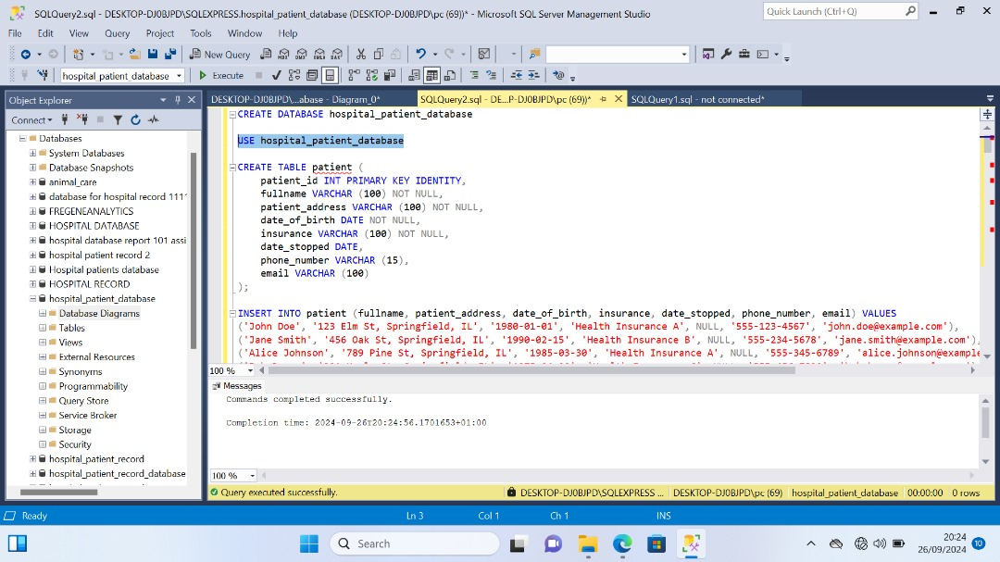 SQLQuery2.sql - DESKTOP-DJ0BJPD\SQLEXPRESS.hospital_patient_database (DESKTOP-DJ0BJPD\pc (69))* - Microsoft SQL Server Management Studio
Quick Launch (Ctrl+Q)
File Edit View Query Project Tools Window Help
New Query
hospital_patient_database
Execute
Object Explorer
DESKTOP-DJ0BJPD\...abase - Diagram_0*
SQLQuery2.sql - DE...P-DJ0BJPD\pc (69))*
SQLQuery1.sql - not connected*
Connect
Databases
System Databases
Database Snapshots
animal_care
database for hospital record 1111
FREGENEANALYTICS
HOSPITAL DATABASE
hospital database report 101 assi
hospital patient record 2
Hospital patients database
HOSPITAL RECORD
hospital_patient_database
Database Diagrams
Tables
Views
External Resources
Synonyms
Programmability
Query Store
Service Broker
Storage
Security
hospital_patient_record
hospital_patient_record_database
CREATE DATABASE hospital_patient_database
USE hospital_patient_database
CREATE TABLE patient (
patient_id INT PRIMARY KEY IDENTITY,
fullname VARCHAR (100) NOT NULL,
patient_address VARCHAR (100) NOT NULL,
date_of_birth DATE NOT NULL,
insurance VARCHAR (100) NOT NULL,
date_stopped DATE,
phone_number VARCHAR (15),
email VARCHAR (100)
);
INSERT INTO patient (fullname, patient_address, date_of_birth, insurance, date_stopped, phone_number, email) VALUES
('John Doe', '123 Elm St, Springfield, IL', '1980-01-01', 'Health Insurance A', NULL, '555-123-4567', 'john.doe@example.com'),
('Jane Smith', '456 Oak St, Springfield, IL', '1990-02-15', 'Health Insurance B', NULL, '555-234-5678', 'jane.smith@example.com'),
('Alice Johnson', '789 Pine St, Springfield, IL', '1985-03-30', 'Health Insurance A', NULL, '555-345-6789', 'alice.johnson@example
100 %
Messages
Commands completed successfully.
Completion time: 2024-09-26T20:24:56.1701653+01:00
100 %
Query executed successfully.
DESKTOP-DJ0BJPD\SQLEXPRESS ... DESKTOP-DJ0BJPD\pc (69) hospital_patient_database 00:00:00 0 rows
Ready Ln 3 Col 1 Ch 1 INS
Search
20:24
26/09/2024
10